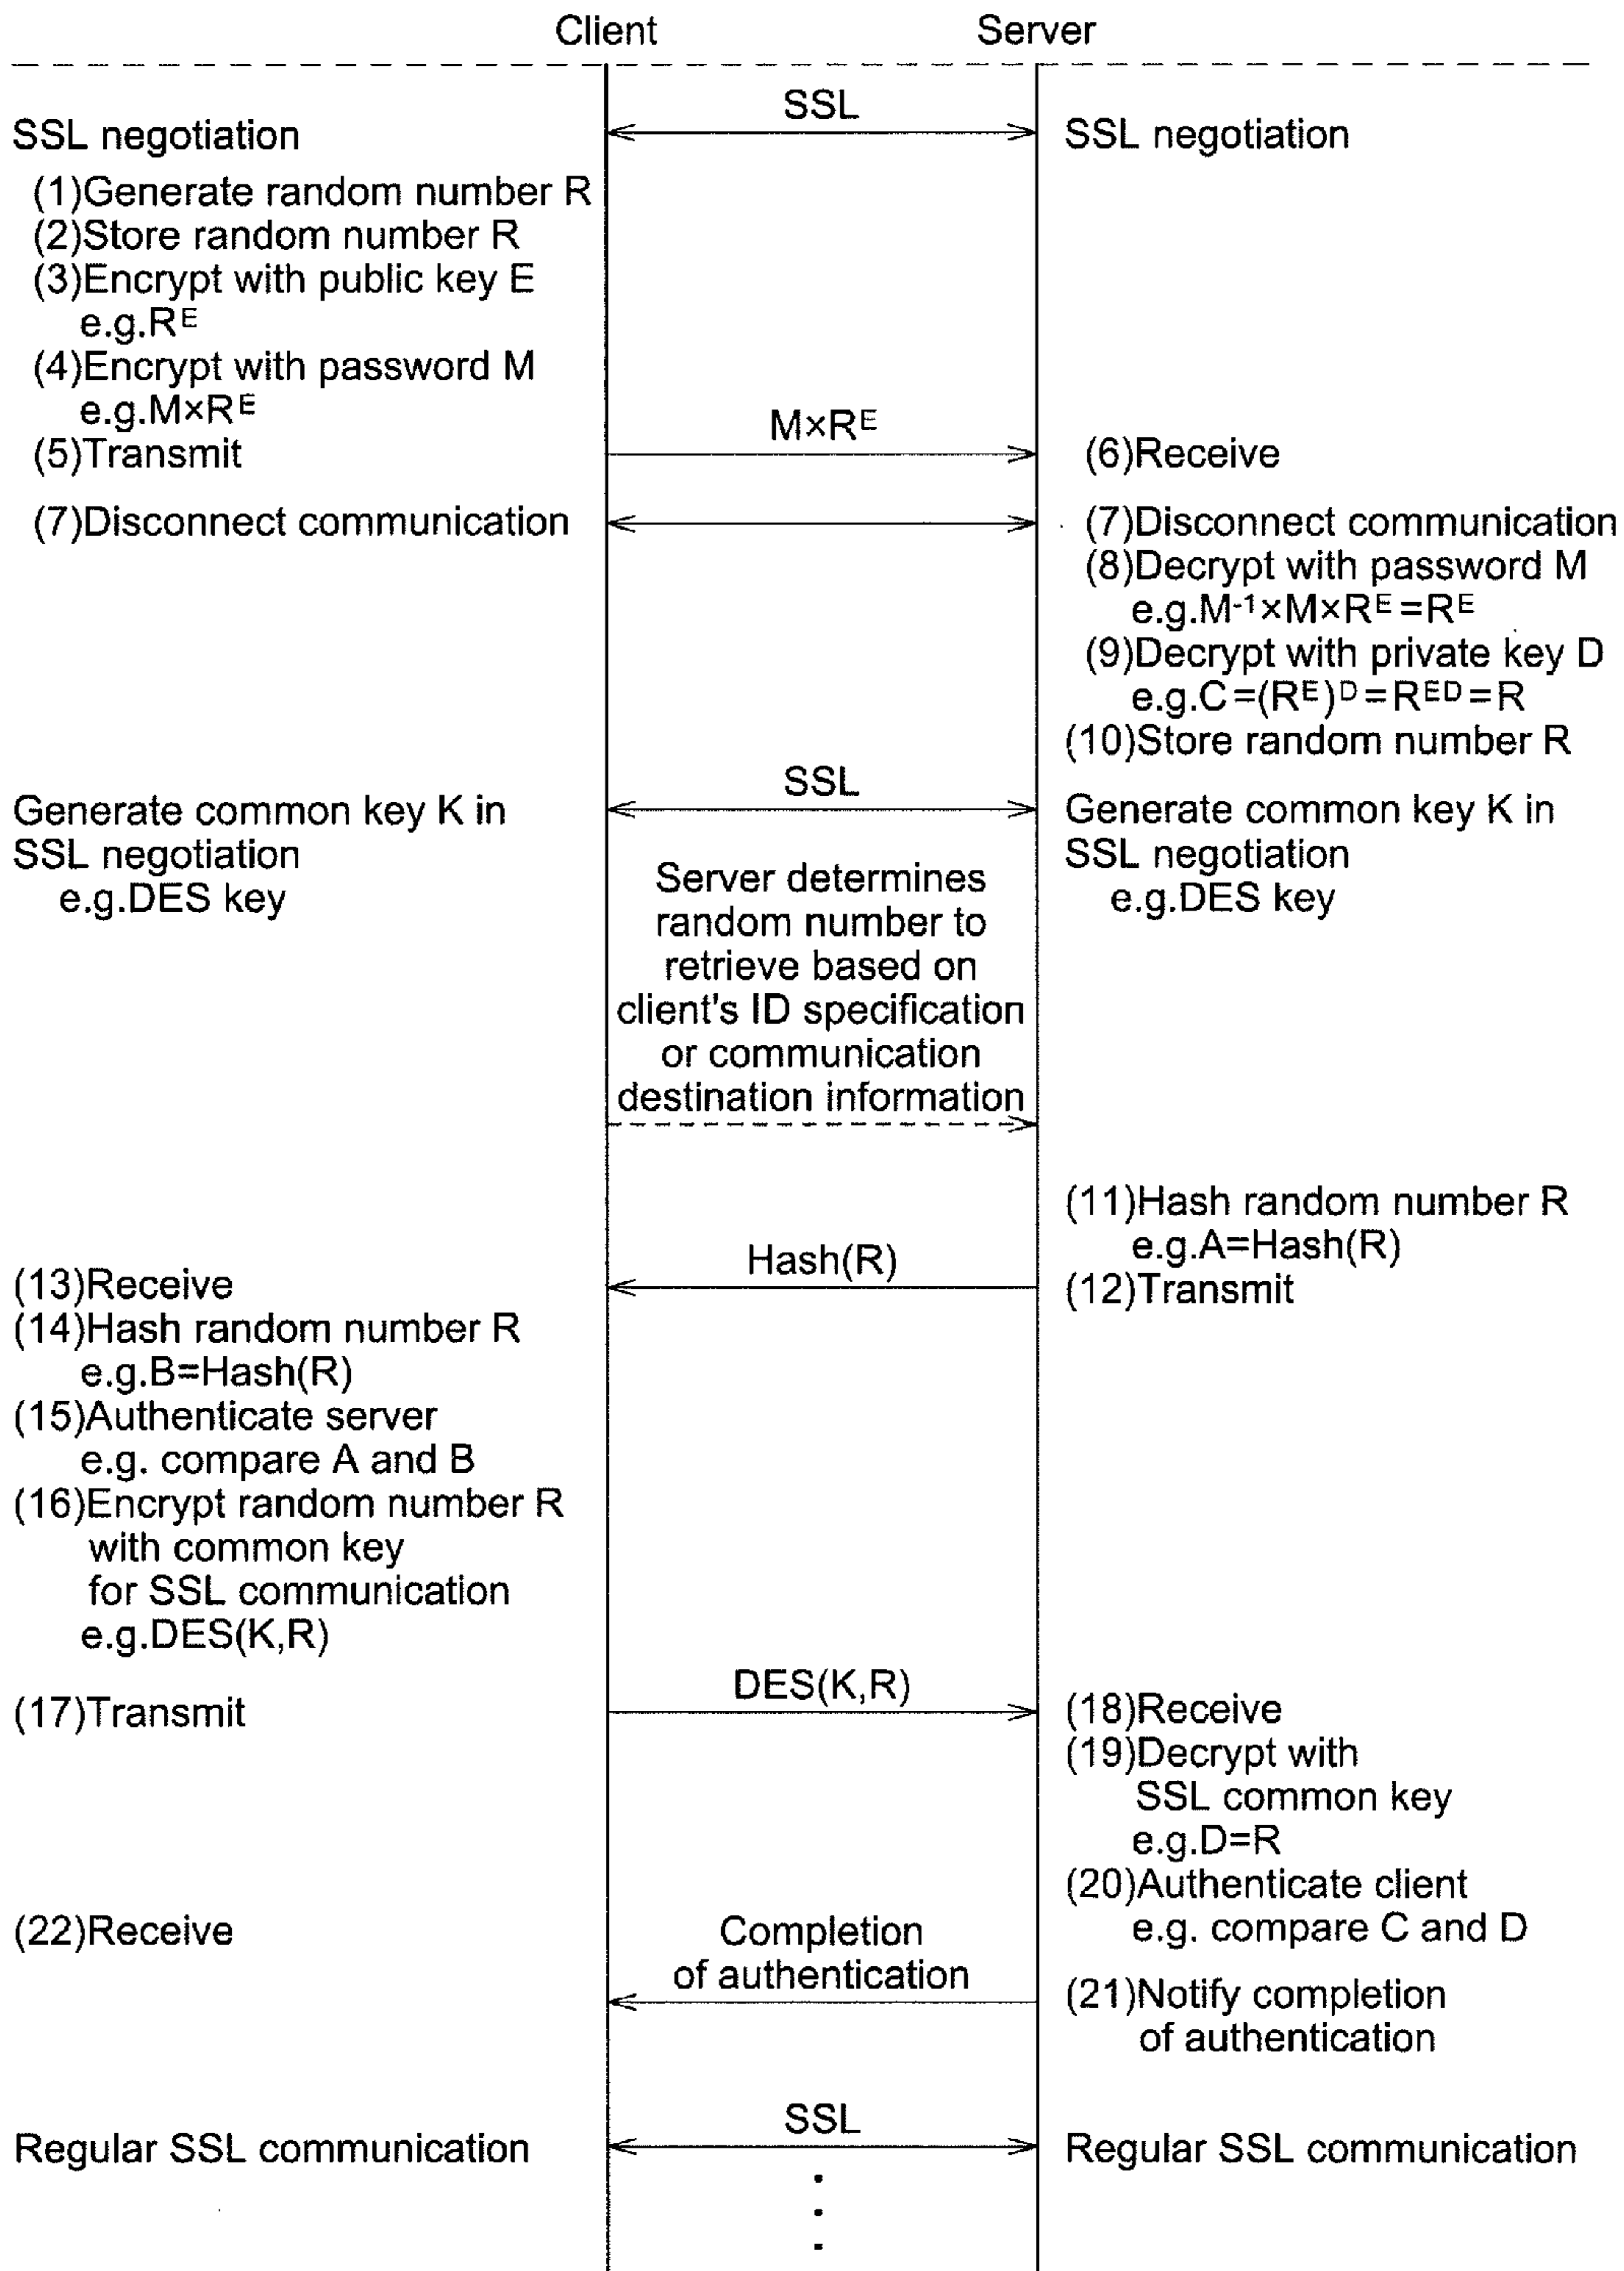 Client Server
SSL
SSL negotiation SSL negotiation
(1)Generate random number R
(2)Store random number R
(3)Encrypt with public key E
e.g.Rᴱ
(4)Encrypt with password M
e.g.M×Rᴱ
M×Rᴱ
(5)Transmit (6)Receive
(7)Disconnect communication (7)Disconnect communication
(8)Decrypt with password M
e.g.M⁻¹×M×Rᴱ=Rᴱ
(9)Decrypt with private key D
e.g.C=(Rᴱ)ᴰ=Rᴱᴰ=R
(10)Store random number R
SSL
Generate common key K in
SSL negotiation
e.g.DES key
Generate common key K in
SSL negotiation
e.g.DES key
Server determines
random number to
retrieve based on
client's ID specification
or communication
destination information
(11)Hash random number R
e.g.A=Hash(R)
Hash(R)
(12)Transmit
(13)Receive
(14)Hash random number R
e.g.B=Hash(R)
(15)Authenticate server
e.g. compare A and B
(16)Encrypt random number R
with common key
for SSL communication
e.g.DES(K,R)
DES(K,R)
(17)Transmit
(18)Receive
(19)Decrypt with
SSL common key
e.g.D=R
(20)Authenticate client
e.g. compare C and D
(22)Receive
Completion
of authentication
(21)Notify completion
of authentication
SSL
Regular SSL communication Regular SSL communication